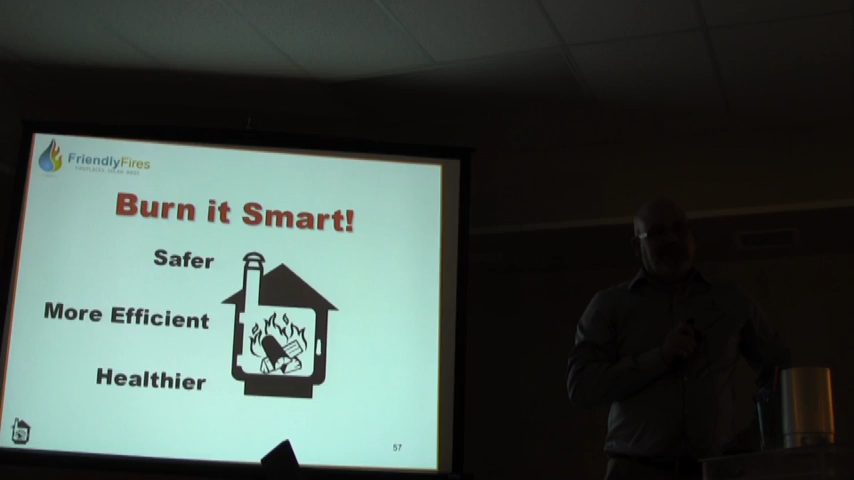 FriendlyFires
Burn it Smart!
Safer
More Efficient
Healthier
57